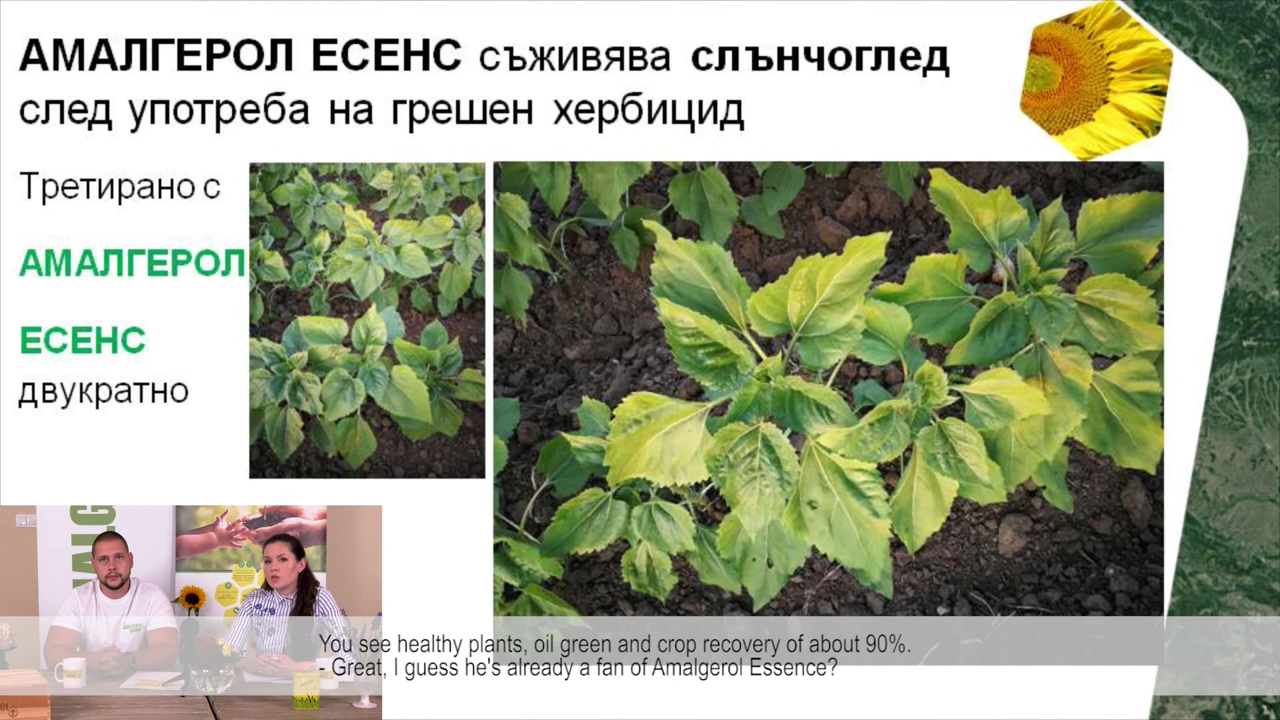 АМАЛГЕРОЛ ЕСЕНС съживява слънчоглед
след употреба на грешен хербицид
Третирано с
АМАЛГЕРОЛ
ЕСЕНС
двукратно
You see healthy plants, oil green and crop recovery of about 90%.
- Great, I guess he's already a fan of Amalgerol Essence?